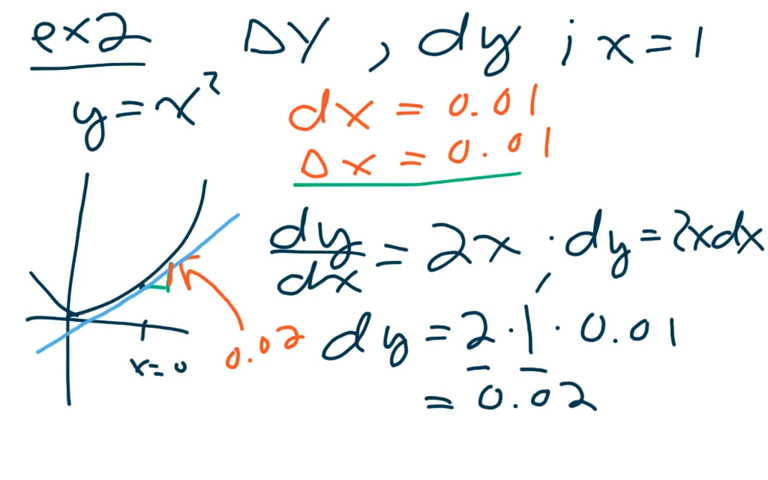 ex2 ΔY , dy ; x = 1
y = x²
dx = 0.01
Δx = 0.01
dy/dx = 2x ; dy = 2xdx
dy = 2 · 1 · 0.01
= 0.02
0.02
x = 0